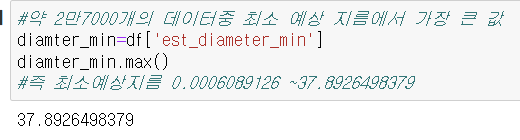 #약 2만7000개의 데이터중 최소 예상 지름에서 가장 큰 값
diamter_min=df['est_diameter_min']
diamter_min.max()
#즉 최소예상지름 0.0006089126 ~37.8926498379
37.8926498379